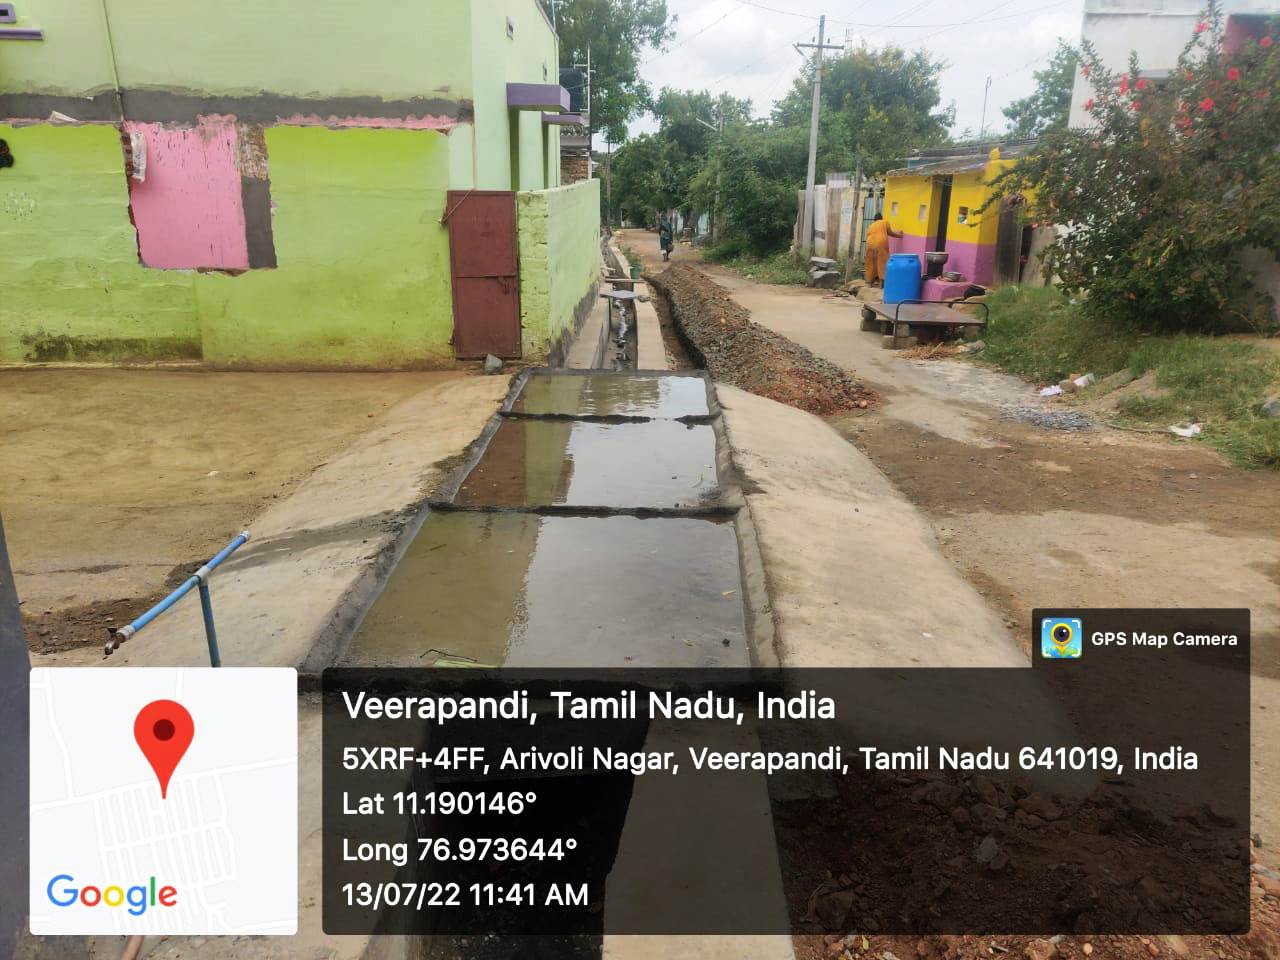 GPS Map Camera
Veerapandi, Tamil Nadu, India
5XRF+4FF, Arivoli Nagar, Veerapandi, Tamil Nadu 641019, India
Lat 11.190146°
Long 76.973644°
13/07/22 11:41 AM
Google